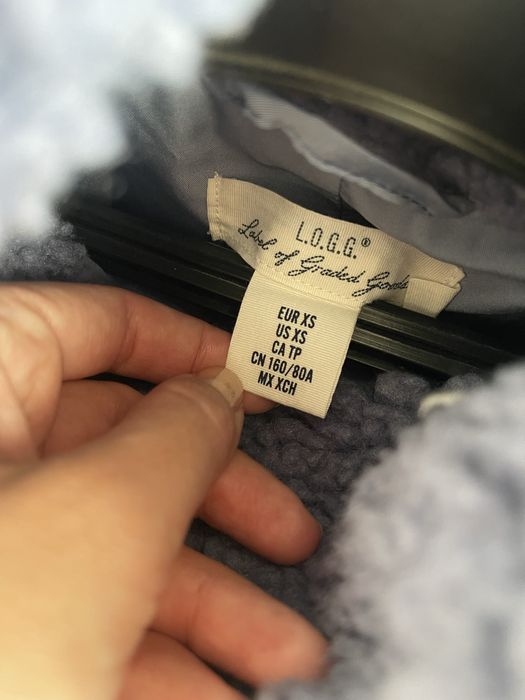 L.O.G.G.®
Label of Graded Goods
EUR XS
US XS
CA TP
CN 160/80A
MX XCH